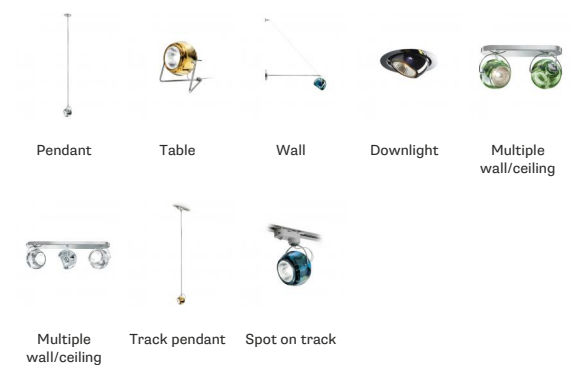 Pendant
Table
Wall
Downlight
Multiple
wall/ceiling
Multiple
wall/ceiling
Track pendant
Spot on track